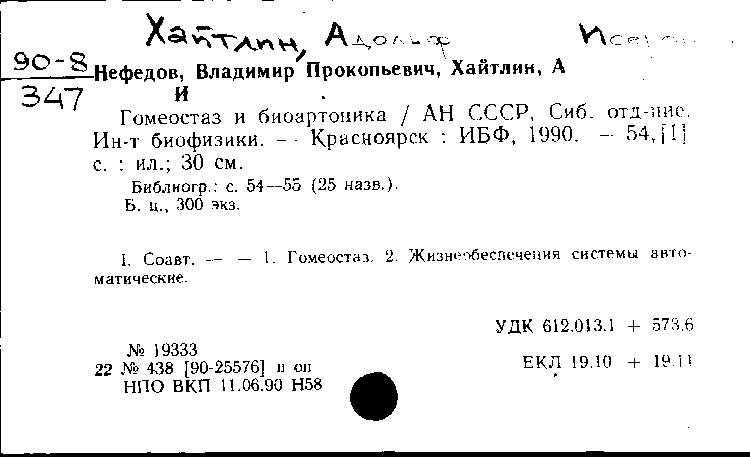 Хайтлин, Адольф
90-8
347
Нефедов, Владимир Прокопьевич, Хайтлин, А
И
Гомеостаз и биоартоника / АН СССР, Сиб. отд-ние.
Ин-т биофизики. — Красноярск : ИБФ, 1990. — 54, [1]
с. : ил.; 30 см.
Библиогр.: с. 54—55 (25 назв.).
Б. ц., 300 экз.
I. Соавт. — — 1. Гомеостаз. 2. Жизнеобеспечения системы авто-
матические.
УДК 612.013.1 + 573.6
№ 19333
22 № 438 [90-25576] п оп
ЕКЛ 19.10 + 19.11
НПО ВКП 11.06.90 Н58